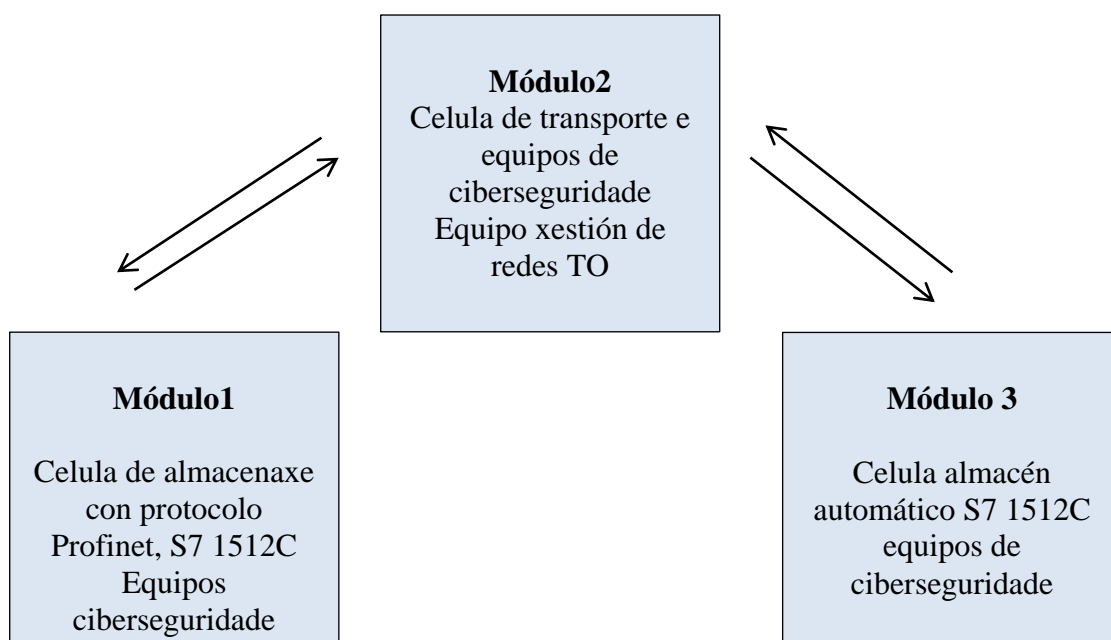 Módulo2
Celula de transporte e
equipos de
ciberseguridade
Equipo xestión de
redes TO
Módulo1
Celula de almacenaxe
con protocolo
Profinet, S7 1512C
Equipos
ciberseguridade
Módulo 3
Celula almacén
automático S7 1512C
equipos de
ciberseguridade